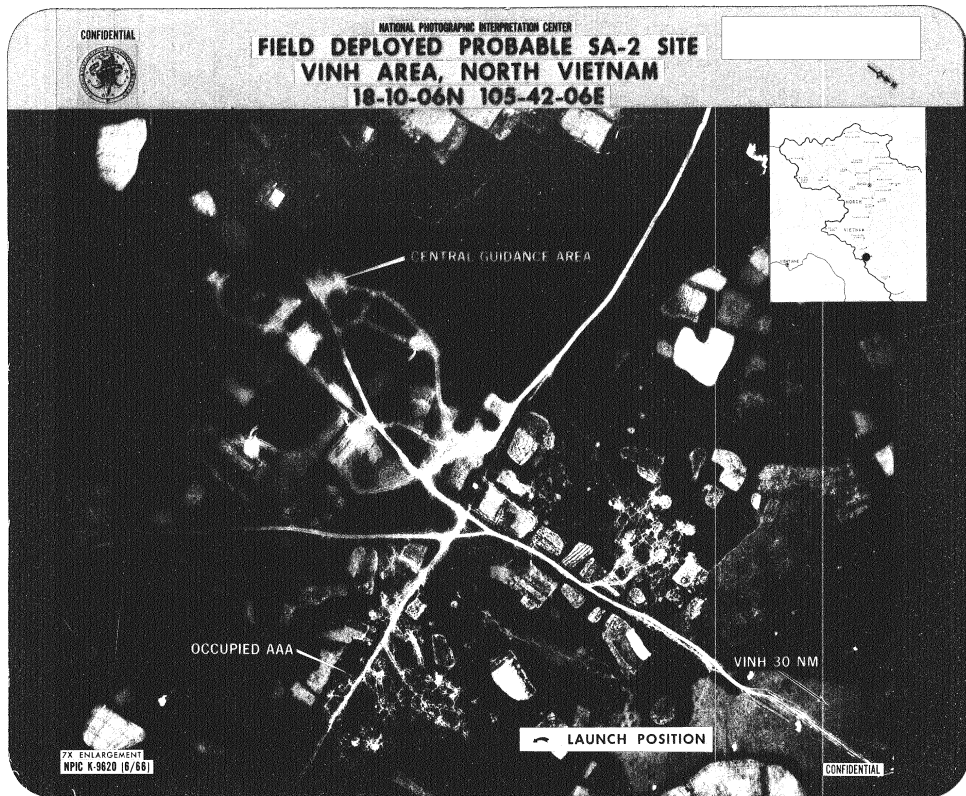 CONFIDENTIAL
NATIONAL PHOTOGRAPHIC INTERPRETATION CENTER
FIELD DEPLOYED PROBABLE SA-2 SITE
VINH AREA, NORTH VIETNAM
18-10-06N 105-42-06E
NORTH
VIETNAM
CENTRAL GUIDANCE AREA
OCCUPIED AAA
VINH 30 NM
LAUNCH POSITION
7X ENLARGEMENT
NPIC K-9620 (6/66)
CONFIDENTIAL